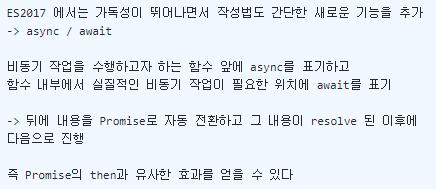 ES2017 에서는 가독성이 뛰어나면서 작성법도 간단한 새로운 기능을 추가
-> async / await
비동기 작업을 수행하고자 하는 함수 앞에 async를 표기하고
함수 내부에서 실질적인 비동기 작업이 필요한 위치에 await를 표기
-> 뒤에 내용을 Promise로 자동 전환하고 그 내용이 resolve 된 이후에
다음으로 진행
즉 Promise의 then과 유사한 효과를 얻을 수 있다